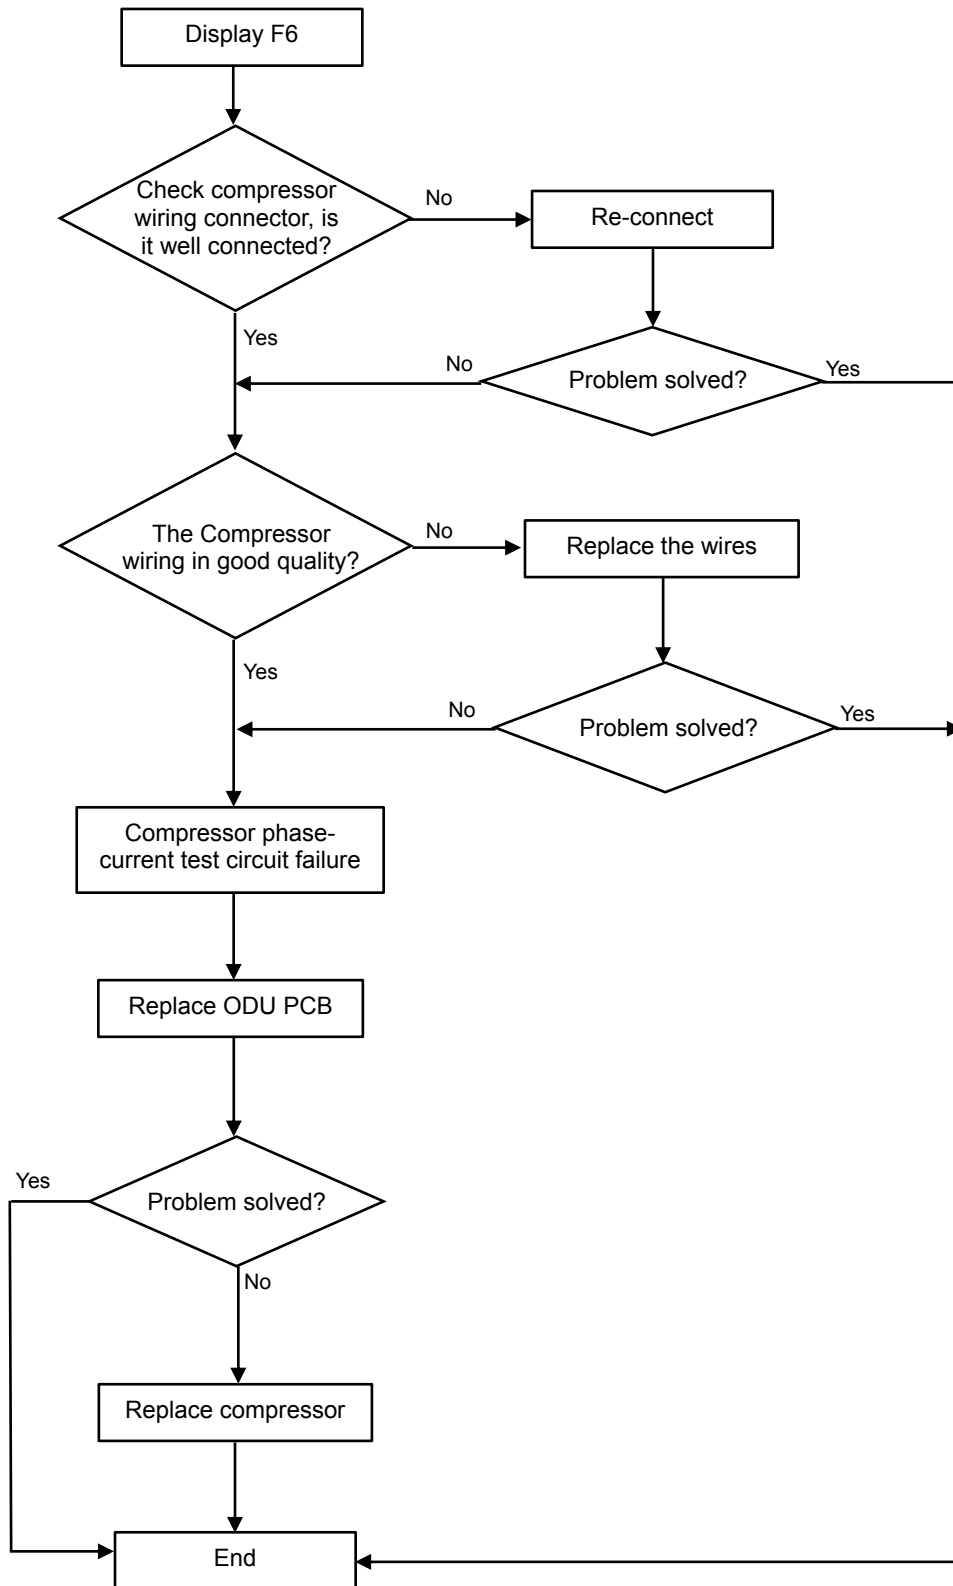 Display F6
Check compressor
wiring connector, is
it well connected?
No
Re-connect
Yes
No
Problem solved?
Yes
The Compressor
wiring in good quality?
No
Replace the wires
Yes
No
Problem solved?
Yes
Compressor phase-
current test circuit failure
Replace ODU PCB
Yes
Problem solved?
No
Replace compressor
End